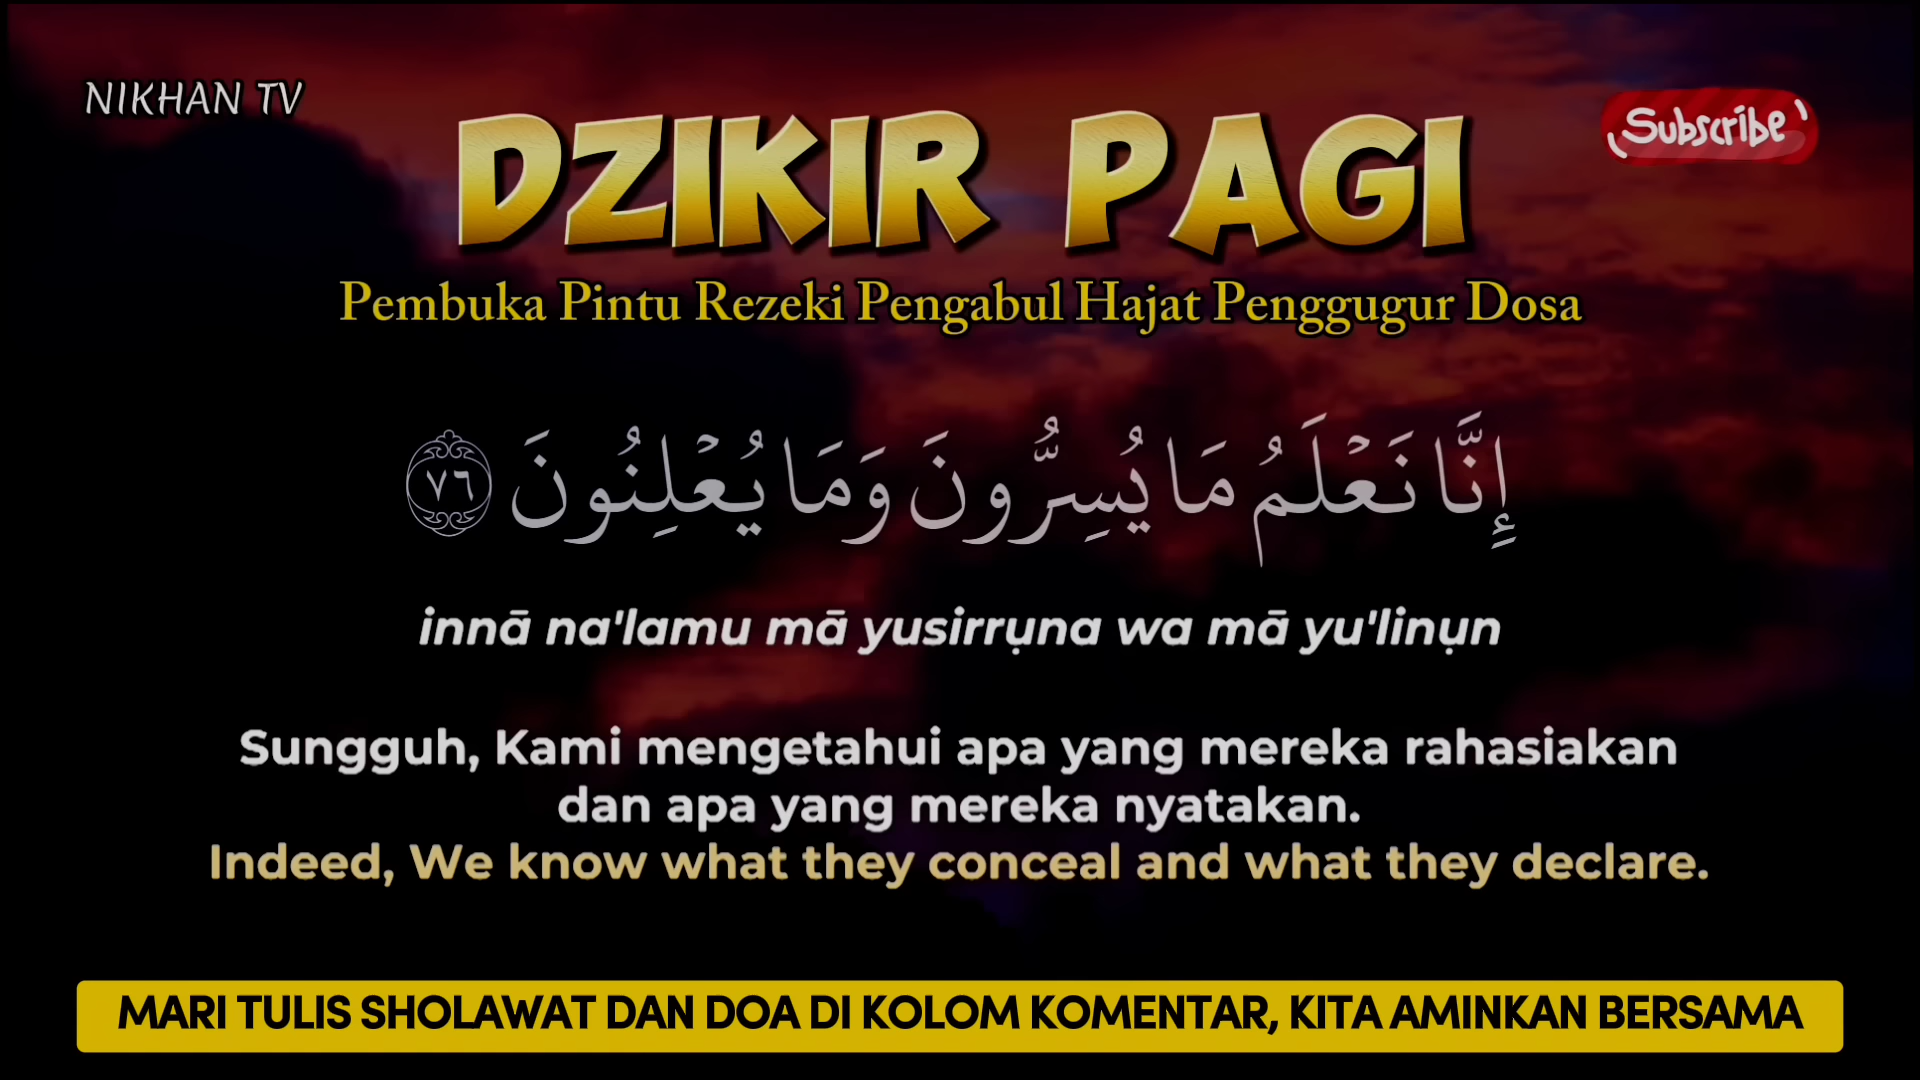 NIKHAN TV
Subscribe
DZIKIR PAGI
Pembuka Pintu Rezeki Pengabul Hajat Penggugur Dosa
إِنَّا نَعْلَمُ مَا يُسِرُّونَ وَمَا يُعْلِنُونَ ٧٦
innā na'lamu mā yusirrụna wa mā yu'linụn
Sungguh, Kami mengetahui apa yang mereka rahasiakan
dan apa yang mereka nyatakan.
Indeed, We know what they conceal and what they declare.
MARI TULIS SHOLAWAT DAN DOA DI KOLOM KOMENTAR, KITA AMINKAN BERSAMA